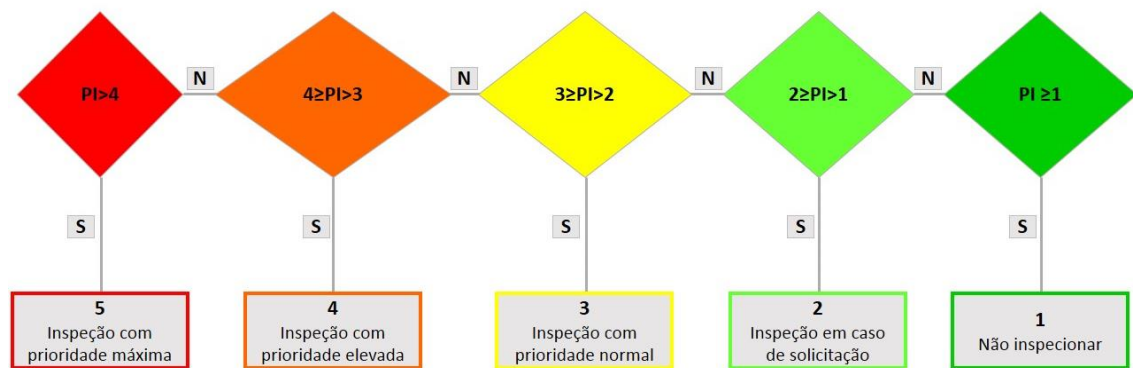 PI>4
N
4≥PI>3
N
3≥PI>2
N
2≥PI>1
N
PI ≥1
S
S
S
S
S
5
Inspeção com
prioridade máxima
4
Inspeção com
prioridade elevada
3
Inspeção com
prioridade normal
2
Inspeção em caso
de solicitação
1
Não inspecionar